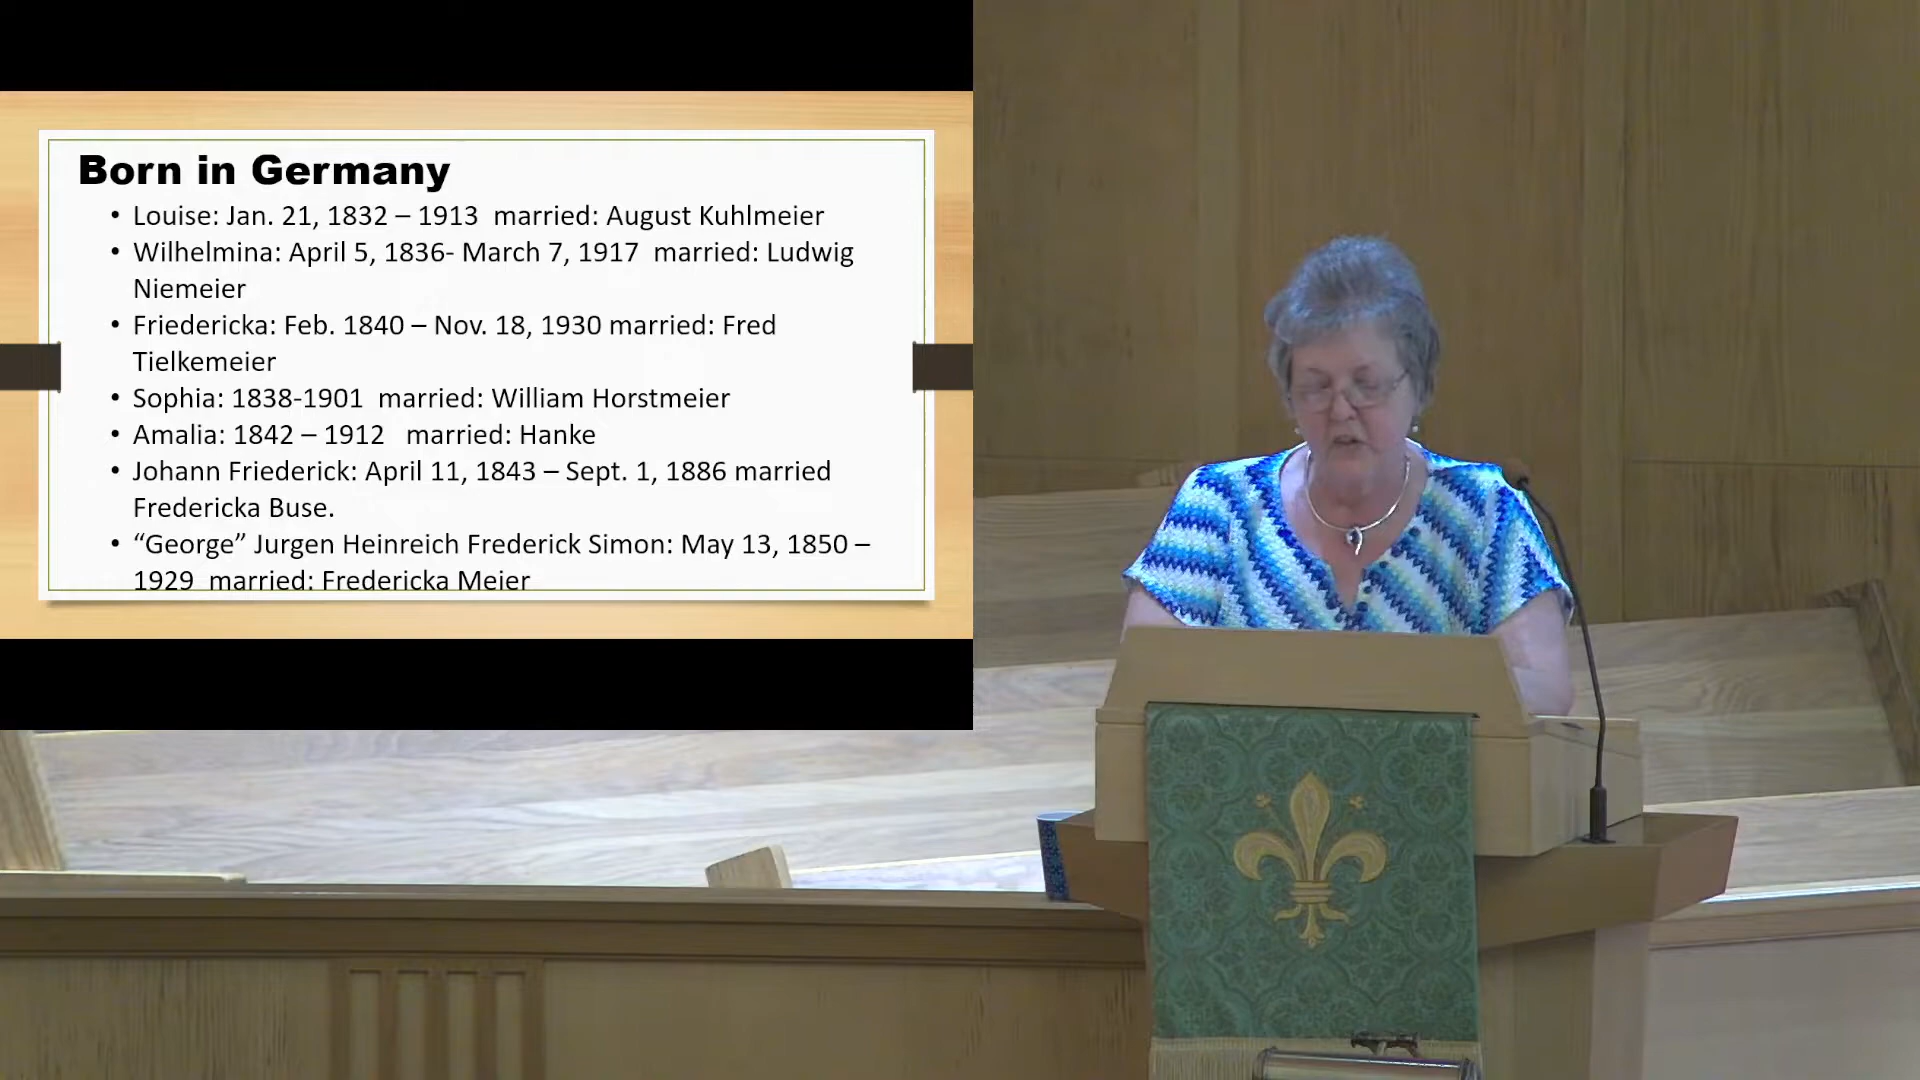 Born in Germany
• Louise: Jan. 21, 1832 – 1913 married: August Kuhlmeier
• Wilhelmina: April 5, 1836- March 7, 1917 married: Ludwig
Niemeier
• Friedericka: Feb. 1840 – Nov. 18, 1930 married: Fred
Tielkemeier
• Sophia: 1838-1901 married: William Horstmeier
• Amalia: 1842 – 1912 married: Hanke
• Johann Friederick: April 11, 1843 – Sept. 1, 1886 married
Fredericka Buse.
• “George” Jurgen Heinreich Frederick Simon: May 13, 1850 –
1929 married: Fredericka Meier